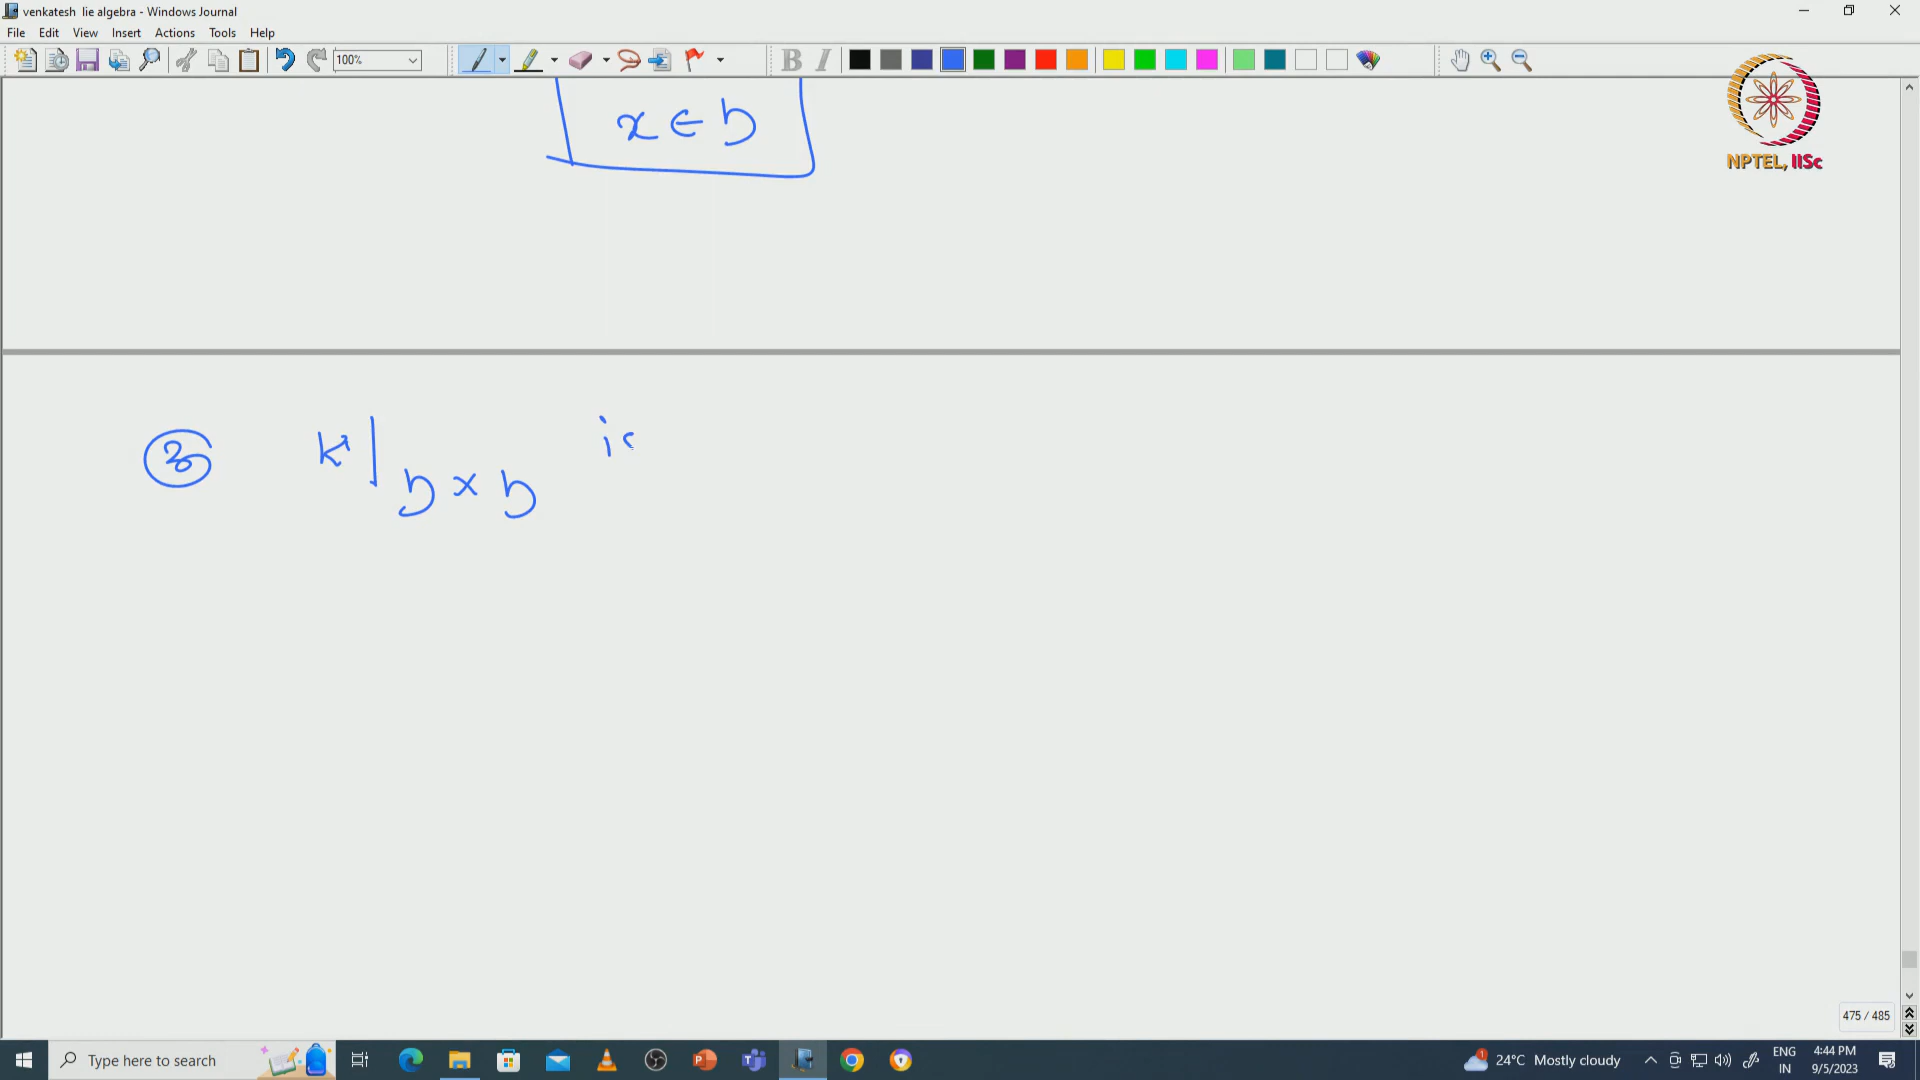 venkatesh lie algebra - Windows Journal
File Edit View Insert Actions Tools Help
100%
B I
NPTEL, IISc
x ∈ 𝔥
③ K|𝔥 × 𝔥 is
475 / 485
Type here to search
24°C Mostly cloudy
ENG
IN
4:44 PM
9/5/2023